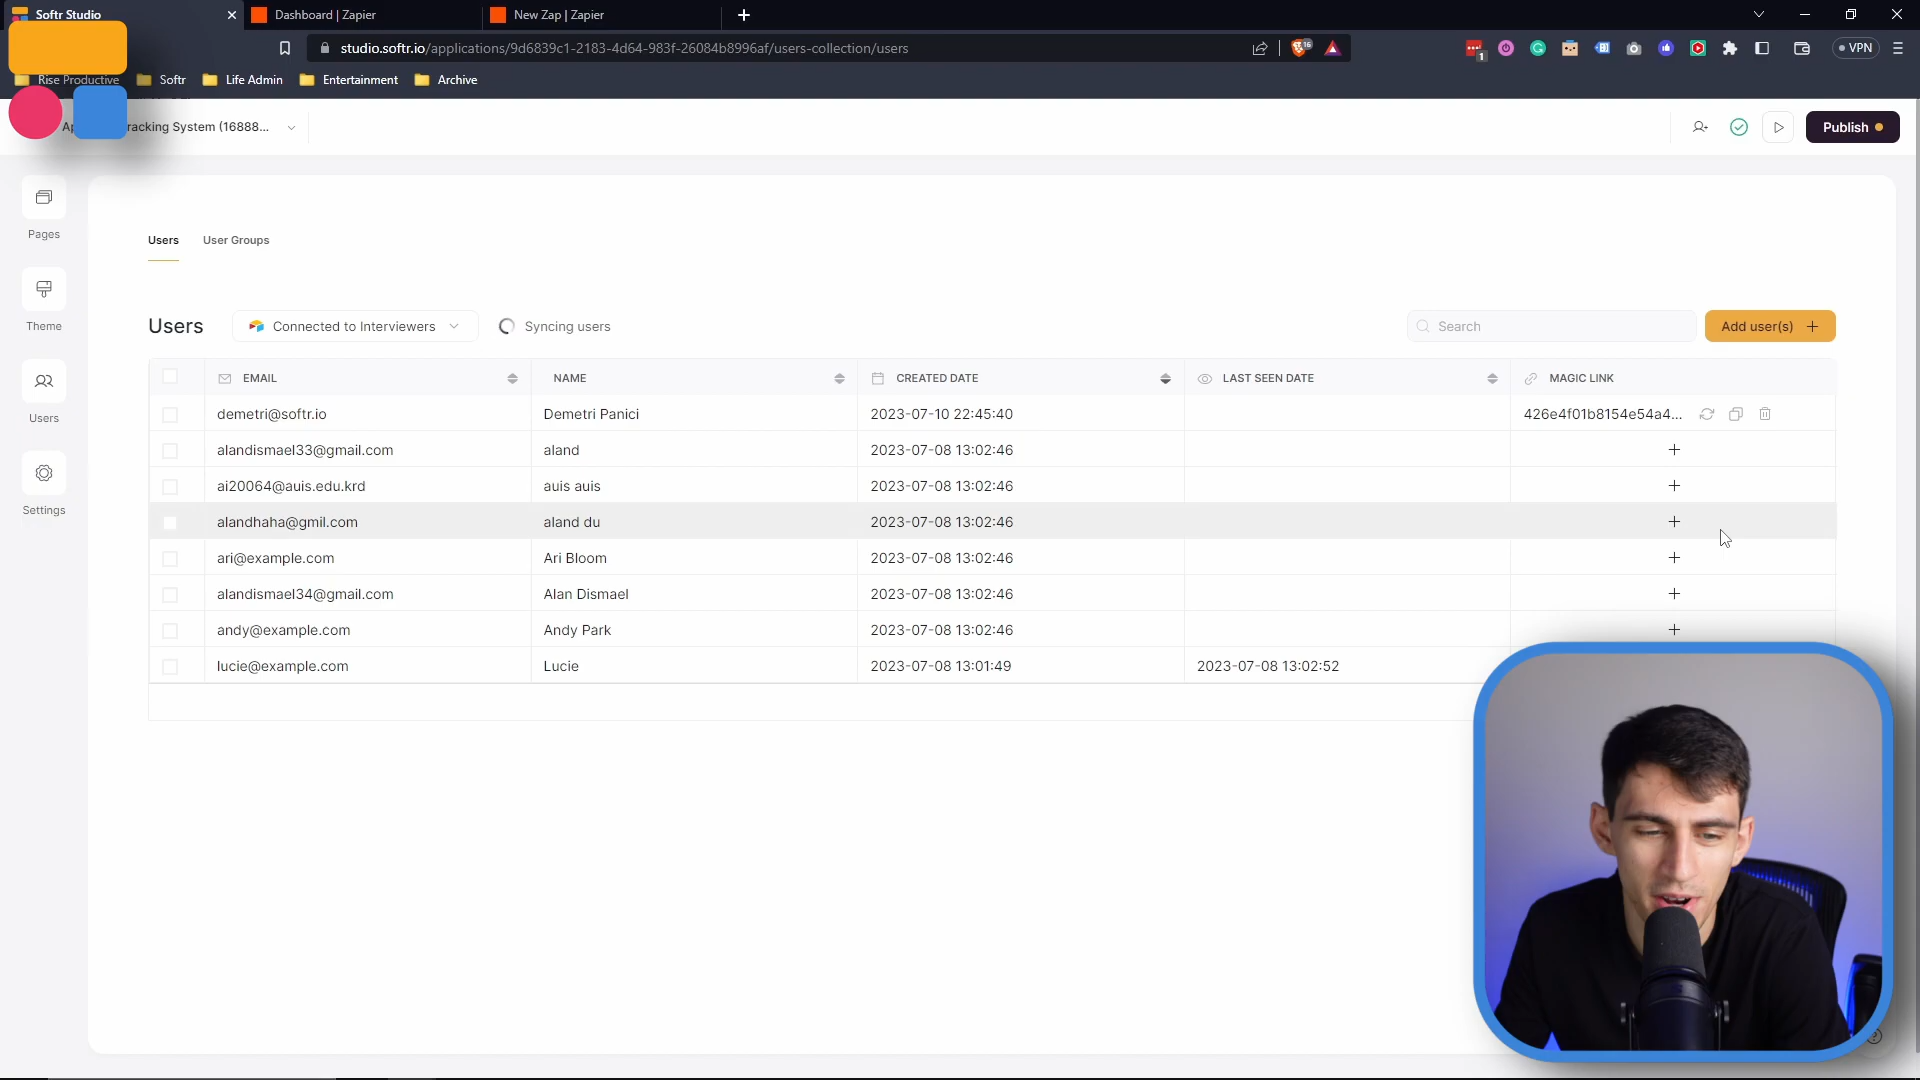 Softr Studio
Dashboard | Zapier
New Zap | Zapier
studio.softr.io/applications/9d6839c1-2183-4d64-983f-26084b8996af/users-collection/users
16
1
VPN
Rise Productive
Softr
Life Admin
Entertainment
Archive
racking System (16888...
Publish
Pages
Theme
Users
Settings
Users
User Groups
Users
Connected to Interviewers
Syncing users
Search
Add user(s) +
EMAIL
NAME
CREATED DATE
LAST SEEN DATE
MAGIC LINK
demetri@softr.io Demetri Panici 2023-07-10 22:45:40 426e4f01b8154e54a4...
alandismael33@gmail.com aland 2023-07-08 13:02:46 +
ai20064@auis.edu.krd auis auis 2023-07-08 13:02:46 +
alandhaha@gmil.com aland du 2023-07-08 13:02:46 +
ari@example.com Ari Bloom 2023-07-08 13:02:46 +
alandismael34@gmail.com Alan Dismael 2023-07-08 13:02:46 +
andy@example.com Andy Park 2023-07-08 13:02:46 +
lucie@example.com Lucie 2023-07-08 13:01:49 2023-07-08 13:02:52